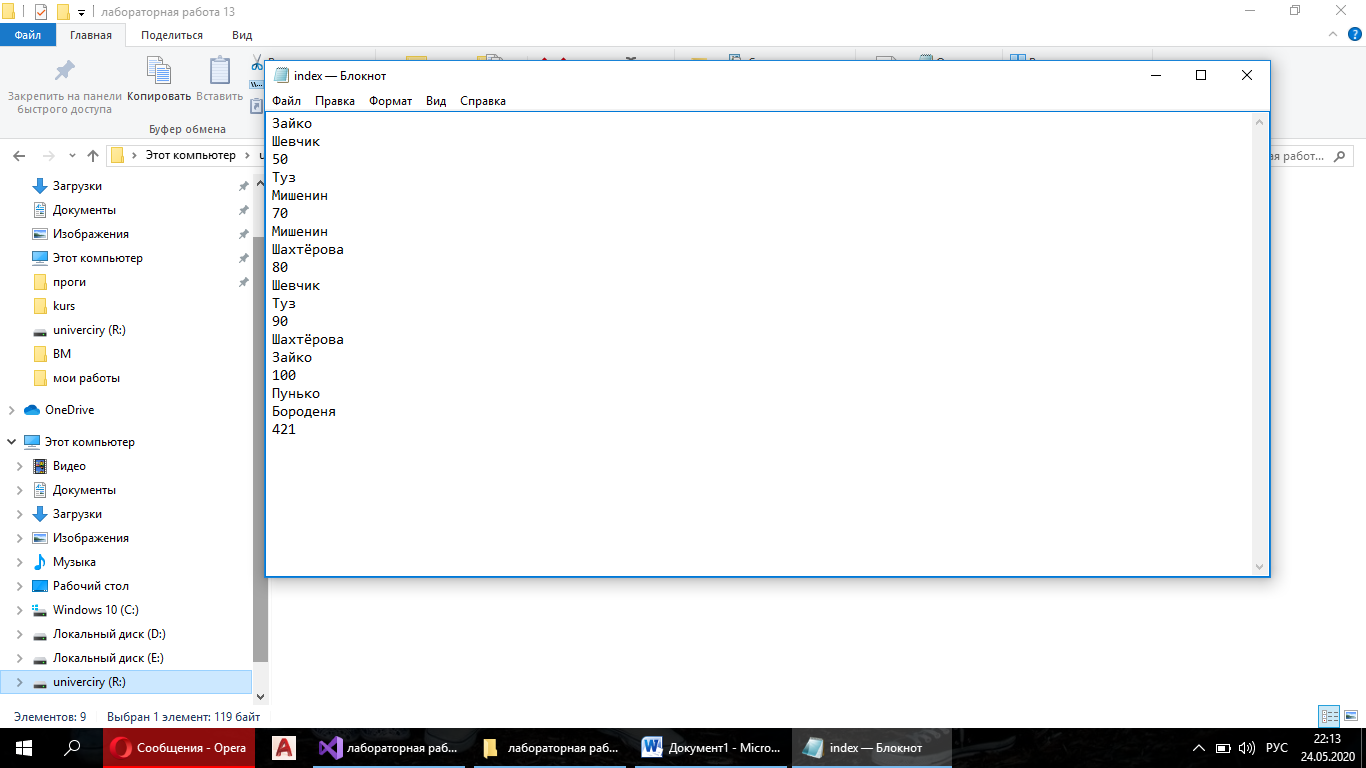 лабораторная работа 13
Файл Главная Поделиться Вид
Закрепить на панели быстрого доступа
Копировать
Вставить
Буфер обмена
Этот компьютер
ая работ...
Загрузки
Документы
Изображения
Этот компьютер
проги
kurs
univerciry (R:)
ВМ
мои работы
OneDrive
Этот компьютер
Видео
Документы
Загрузки
Изображения
Музыка
Рабочий стол
Windows 10 (C:)
Локальный диск (D:)
Локальный диск (E:)
univerciry (R:)
Элементов: 9 Выбран 1 элемент: 119 байт
index — Блокнот
Файл Правка Формат Вид Справка
Зайко
Шевчик
50
Туз
Мишенин
70
Мишенин
Шахтёрова
80
Шевчик
Туз
90
Шахтёрова
Зайко
100
Пунько
Бороденя
421
Сообщения - Opera
лабораторная раб...
лабораторная раб...
Документ1 - Micro...
index — Блокнот
РУС
22:13
24.05.2020